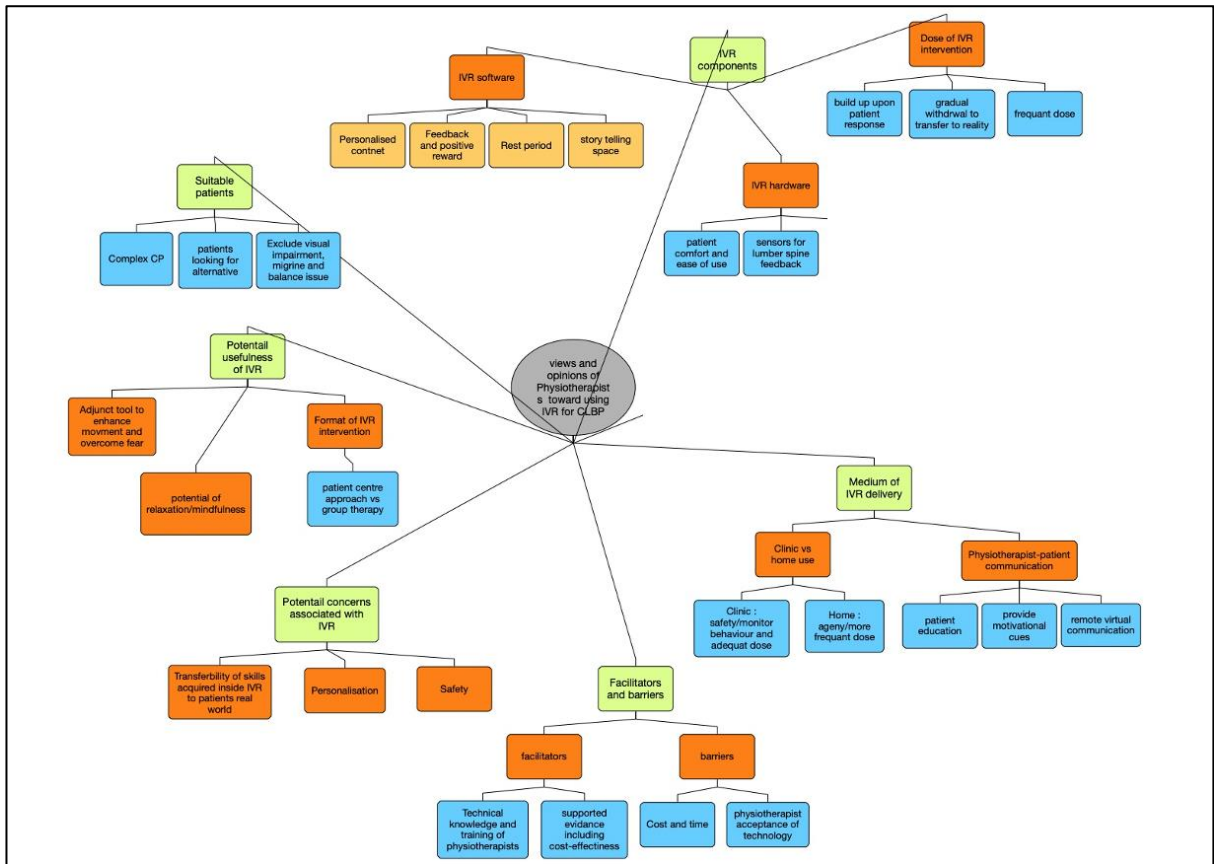 IVR
components
Dose of IVR
intervention
IVR software
build up upon
patient
response
gradual
withdrwal to
transfer to reality
frequant dose
Personalised
contnet
Feedback
and positive
reward
Rest period
story telling
space
Suitable
patients
IVR hardware
Complex CP
patients
looking for
alternative
Exclude visual
impairment,
migrine and
balance issue
patient
comfort and
ease of use
sensors for
lumber spine
feedback
Potentail
usefulness
of IVR
views and
opinions of
Physiotherapist
s toward using
IVR for CLBP
Adjunct tool to
enhance
movment and
overcome fear
Format of IVR
intervention
potential of
relaxation/mindfulness
patient centre
approach vs
group therapy
Medium of
IVR delivery
Clinic vs
home use
Physiotherapist-patient
communication
Clinic :
safety/monitor
behaviour and
adequat dose
Home :
ageny/more
frequent dose
patient
education
provide
motivational
cues
remote virtual
communication
Potentail concerns
associated with
IVR
Transferbility of skills
acquired inside IVR
to patients real
world
Personalisation
Safety
Facilitators
and barriers
facilitators
barriers
Technical
knowledge and
training of
physiotherapists
supported
evidence
including
cost-effectiness
Cost and time
physiotherapist
acceptance of
technology